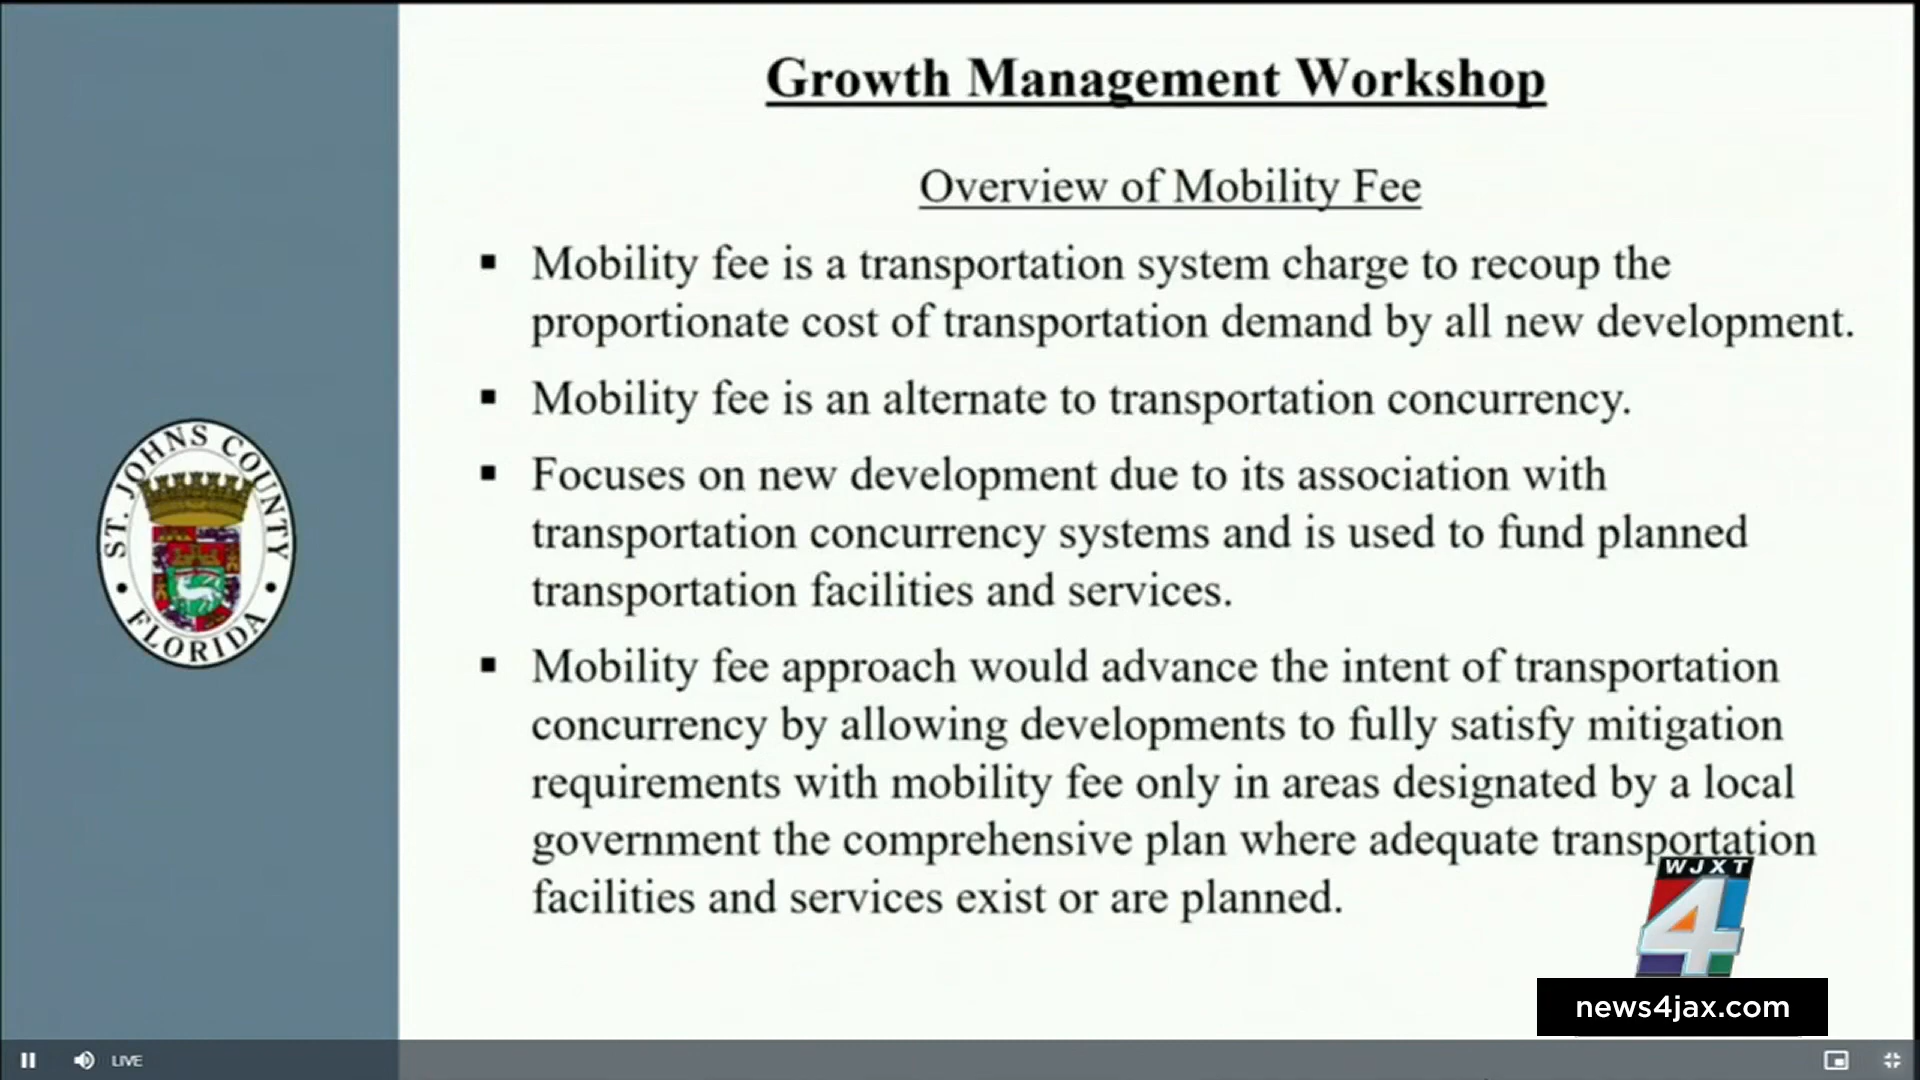 Growth Management Workshop
Overview of Mobility Fee
▪ Mobility fee is a transportation system charge to recoup the
proportionate cost of transportation demand by all new development.
▪ Mobility fee is an alternate to transportation concurrency.
▪ Focuses on new development due to its association with
transportation concurrency systems and is used to fund planned
transportation facilities and services.
▪ Mobility fee approach would advance the intent of transportation
concurrency by allowing developments to fully satisfy mitigation
requirements with mobility fee only in areas designated by a local
government the comprehensive plan where adequate transportation
facilities and services exist or are planned.
ST. JOHNS COUNTY
• FLORIDA •
WJXT
4
news4jax.com
LIVE